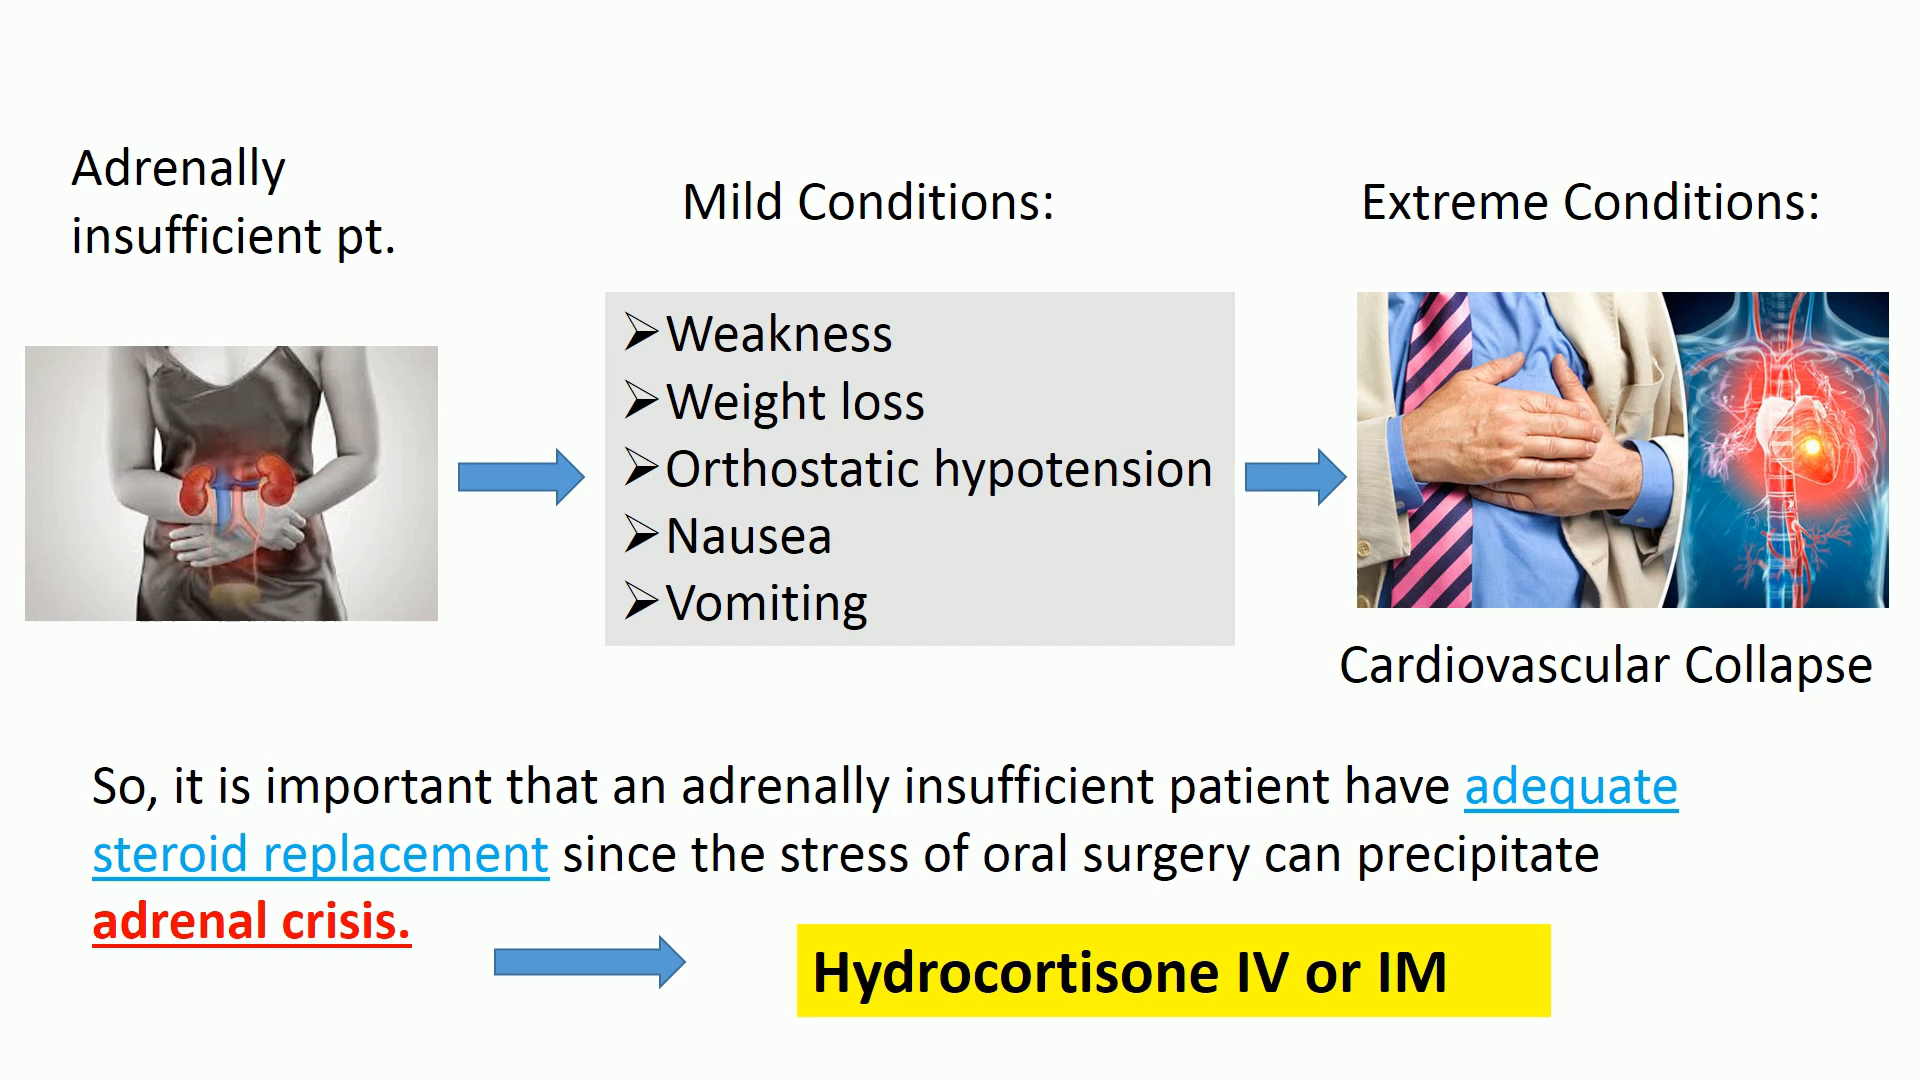 Adrenally
insufficient pt.
Mild Conditions:
Extreme Conditions:
➢Weakness
➢Weight loss
➢Orthostatic hypotension
➢Nausea
➢Vomiting
Cardiovascular Collapse
So, it is important that an adrenally insufficient patient have adequate
steroid replacement since the stress of oral surgery can precipitate
adrenal crisis.
Hydrocortisone IV or IM